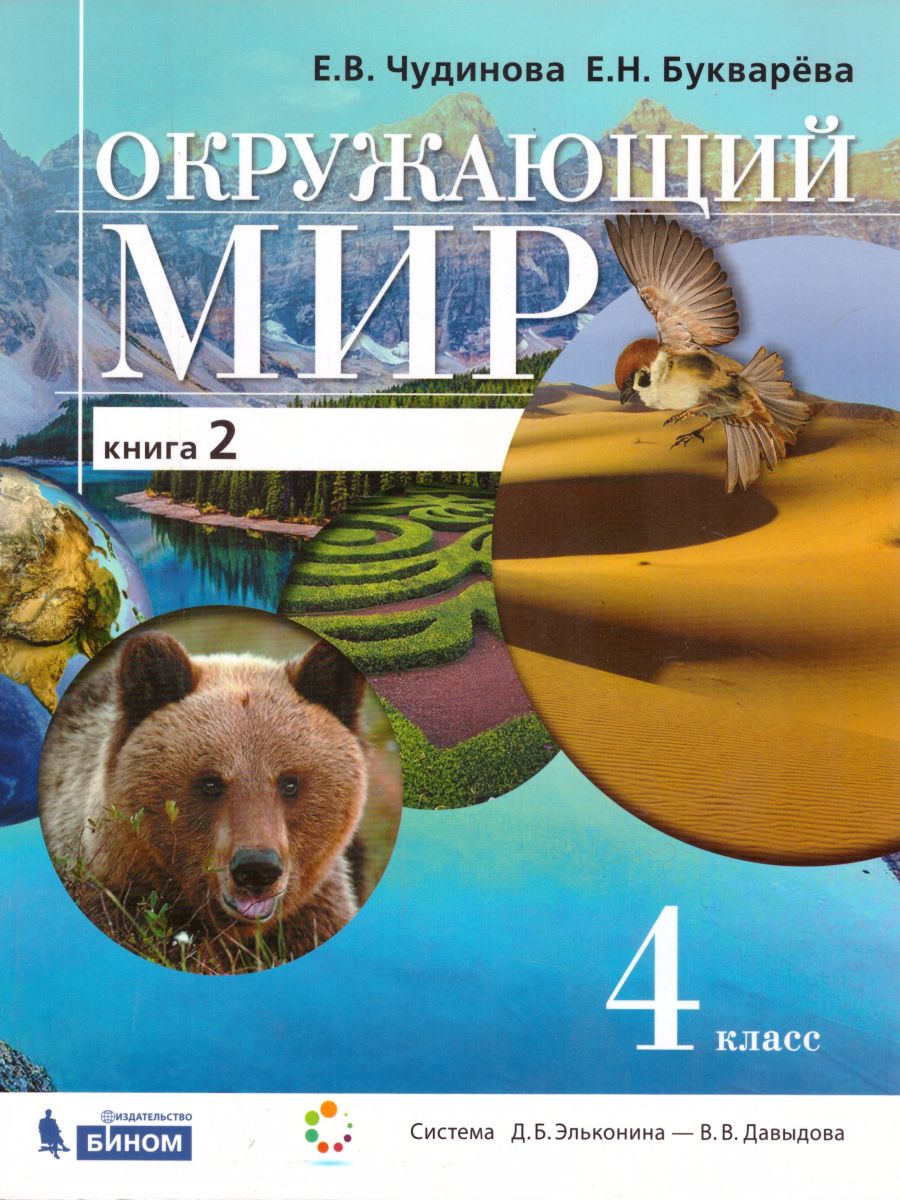 Е.В. Чудинова Е.Н. Букварёва
ОКРУЖАЮЩИЙ
МИР
книга 2
4 класс
ИЗДАТЕЛЬСТВО
БИНОМ
Система Д.Б.Эльконина — В.В.Давыдова